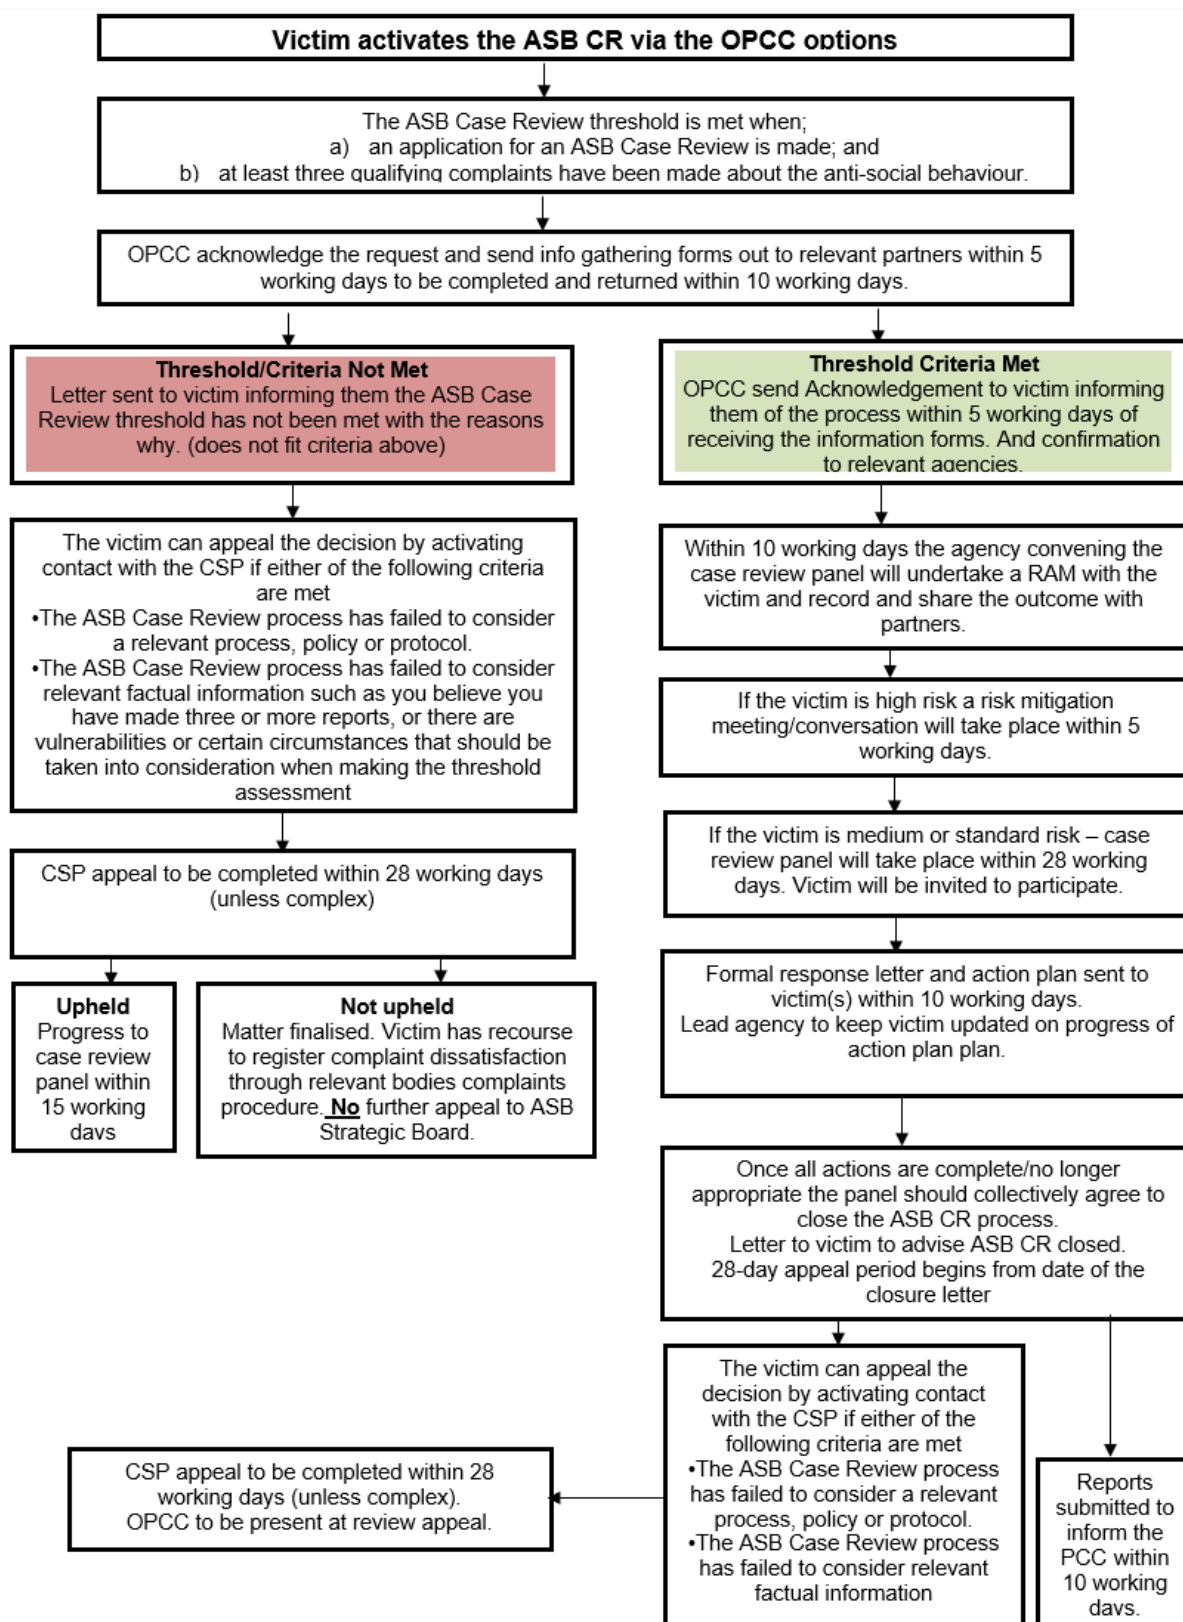 Victim activates the ASB CR via the OPCC options
The ASB Case Review threshold is met when;
a) an application for an ASB Case Review is made; and
b) at least three qualifying complaints have been made about the anti-social behaviour.
OPCC acknowledge the request and send info gathering forms out to relevant partners within 5
working days to be completed and returned within 10 working days.
Threshold/Criteria Not Met
Letter sent to victim informing them the ASB Case
Review threshold has not been met with the reasons
why. (does not fit criteria above)
The victim can appeal the decision by activating
contact with the CSP if either of the following criteria
are met
•The ASB Case Review process has failed to consider
a relevant process, policy or protocol.
•The ASB Case Review process has failed to consider
relevant factual information such as you believe you
have made three or more reports, or there are
vulnerabilities or certain circumstances that should be
taken into consideration when making the threshold
assessment
CSP appeal to be completed within 28 working days
(unless complex)
Upheld
Progress to
case review
panel within
15 working
days
Not upheld
Matter finalised. Victim has recourse
to register complaint dissatisfaction
through relevant bodies complaints
procedure. No further appeal to ASB
Strategic Board.
Threshold Criteria Met
OPCC send Acknowledgement to victim informing
them of the process within 5 working days of
receiving the information forms. And confirmation
to relevant agencies.
Within 10 working days the agency convening the
case review panel will undertake a RAM with the
victim and record and share the outcome with
partners.
If the victim is high risk a risk mitigation
meeting/conversation will take place within 5
working days.
If the victim is medium or standard risk – case
review panel will take place within 28 working
days. Victim will be invited to participate.
Formal response letter and action plan sent to
victim(s) within 10 working days.
Lead agency to keep victim updated on progress of
action plan plan.
Once all actions are complete/no longer
appropriate the panel should collectively agree to
close the ASB CR process.
Letter to victim to advise ASB CR closed.
28-day appeal period begins from date of the
closure letter
The victim can appeal the
decision by activating contact
with the CSP if either of the
following criteria are met
•The ASB Case Review process
has failed to consider a relevant
process, policy or protocol.
•The ASB Case Review process
has failed to consider relevant
factual information
CSP appeal to be completed within 28
working days (unless complex).
OPCC to be present at review appeal.
Reports
submitted to
inform the
PCC within
10 working
days.